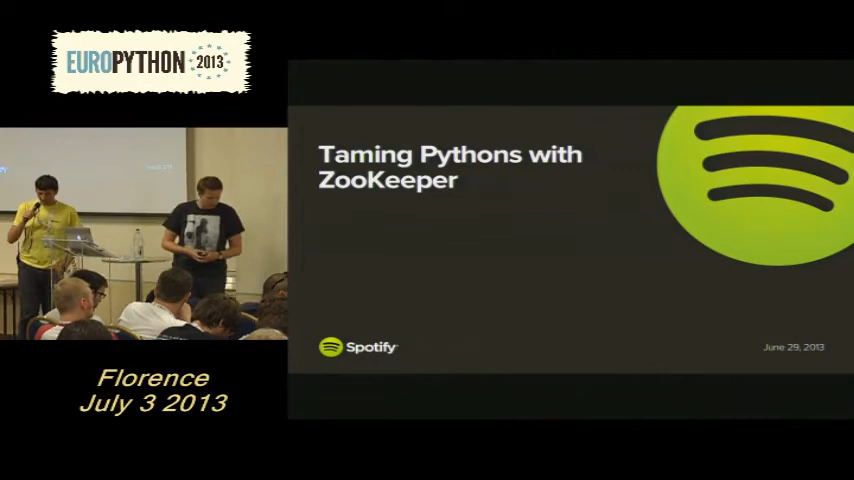 EUROPYTHON 2013
Taming Pythons with
ZooKeeper
Spotify
June 29, 2013
Florence
July 3 2013